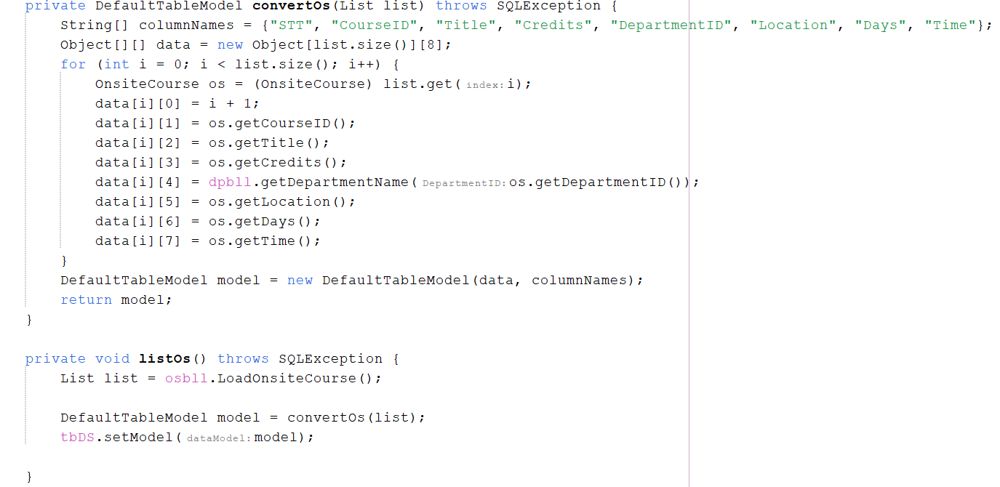 private DefaultTableModel convertOs(List list) throws SQLException {
String[] columnNames = {"STT", "CourseID", "Title", "Credits", "DepartmentID", "Location", "Days", "Time"};
Object[][] data = new Object[list.size()][8];
for (int i = 0; i < list.size(); i++) {
OnsiteCourse os = (OnsiteCourse) list.get( index: i);
data[i][0] = i + 1;
data[i][1] = os.getCourseID();
data[i][2] = os.getTitle();
data[i][3] = os.getCredits();
data[i][4] = dpbll.getDepartmentName( DepartmentID: os.getDepartmentID());
data[i][5] = os.getLocation();
data[i][6] = os.getDays();
data[i][7] = os.getTime();
}
DefaultTableModel model = new DefaultTableModel(data, columnNames);
return model;
}
private void listOs() throws SQLException {
List list = osbll.LoadOnsiteCourse();
DefaultTableModel model = convertOs(list);
tbDS.setModel( dataModel: model);
}